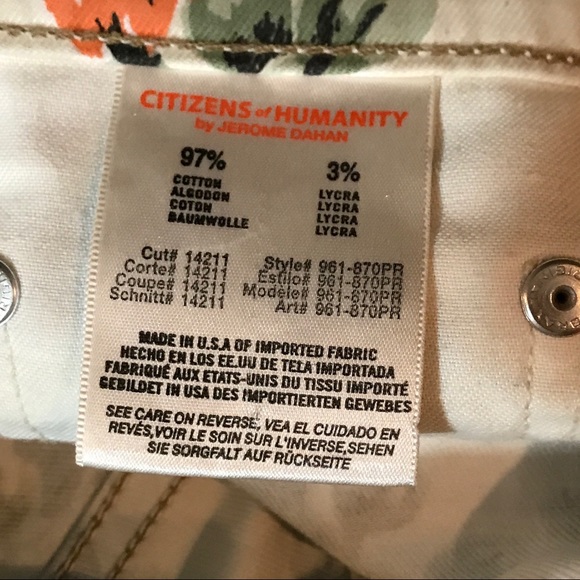 CITIZENS of HUMANITY
by JEROME DAHAN
97% 3%
COTTON LYCRA
ALGODON LYCRA
COTON LYCRA
BAUMWOLLE LYCRA
Cut# 14211 Style# 961-870PR
Corte# 14211 Estilo# 961-870PR
Coupe# 14211 Modele# 961-870PR
Schnitt# 14211 Art# 961-870PR
MADE IN U.S.A OF IMPORTED FABRIC
HECHO EN LOS EE.UU DE TELA IMPORTADA
FABRIQUÉ AUX ETATS-UNIS DU TISSU IMPORTÉ
GEBILDET IN USA DES IMPORTIERTEN GEWEBES
SEE CARE ON REVERSE, VEA EL CUIDADO EN
REVÉS,VOIR LE SOIN SUR L'INVERSE,SEHEN
SIE SORGFALT AUF RÜCKSEITE